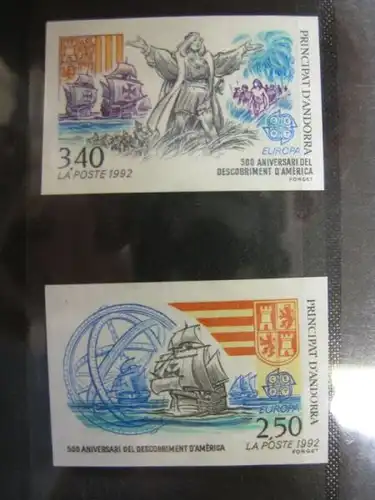 PRINCIPAT D'ANDORRA
EUROPA
3,40
LA POSTE 1992
500 ANIVERSARI DEL
DESCOBRIMENT D'AMÈRICA
FORGET
PRINCIPAT D'ANDORRA
EUROPA
2,50
LA POSTE 1992
500 ANIVERSARI DEL DESCOBRIMENT D'AMÈRICA
FORGET